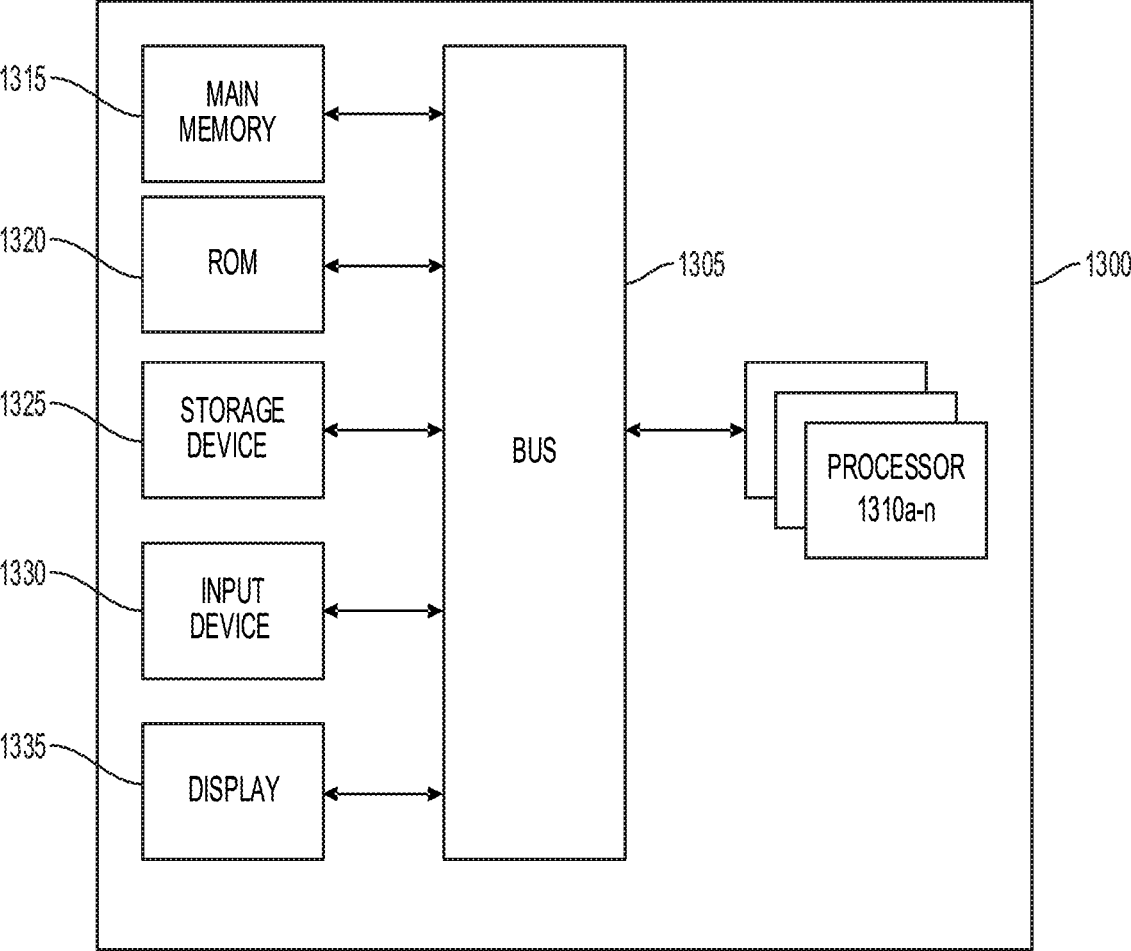 1315
MAIN
MEMORY
1320
ROM
1305
1300
1325
STORAGE
DEVICE
BUS
PROCESSOR
1310a-n
1330
INPUT
DEVICE
1335
DISPLAY